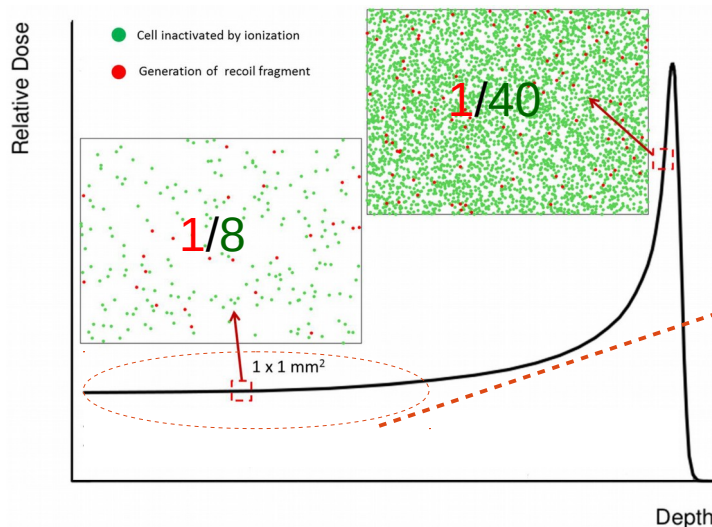 Relative Dose
Cell inactivated by ionization
Generation of recoil fragment
1/40
1/8
1 x 1 mm²
Depth